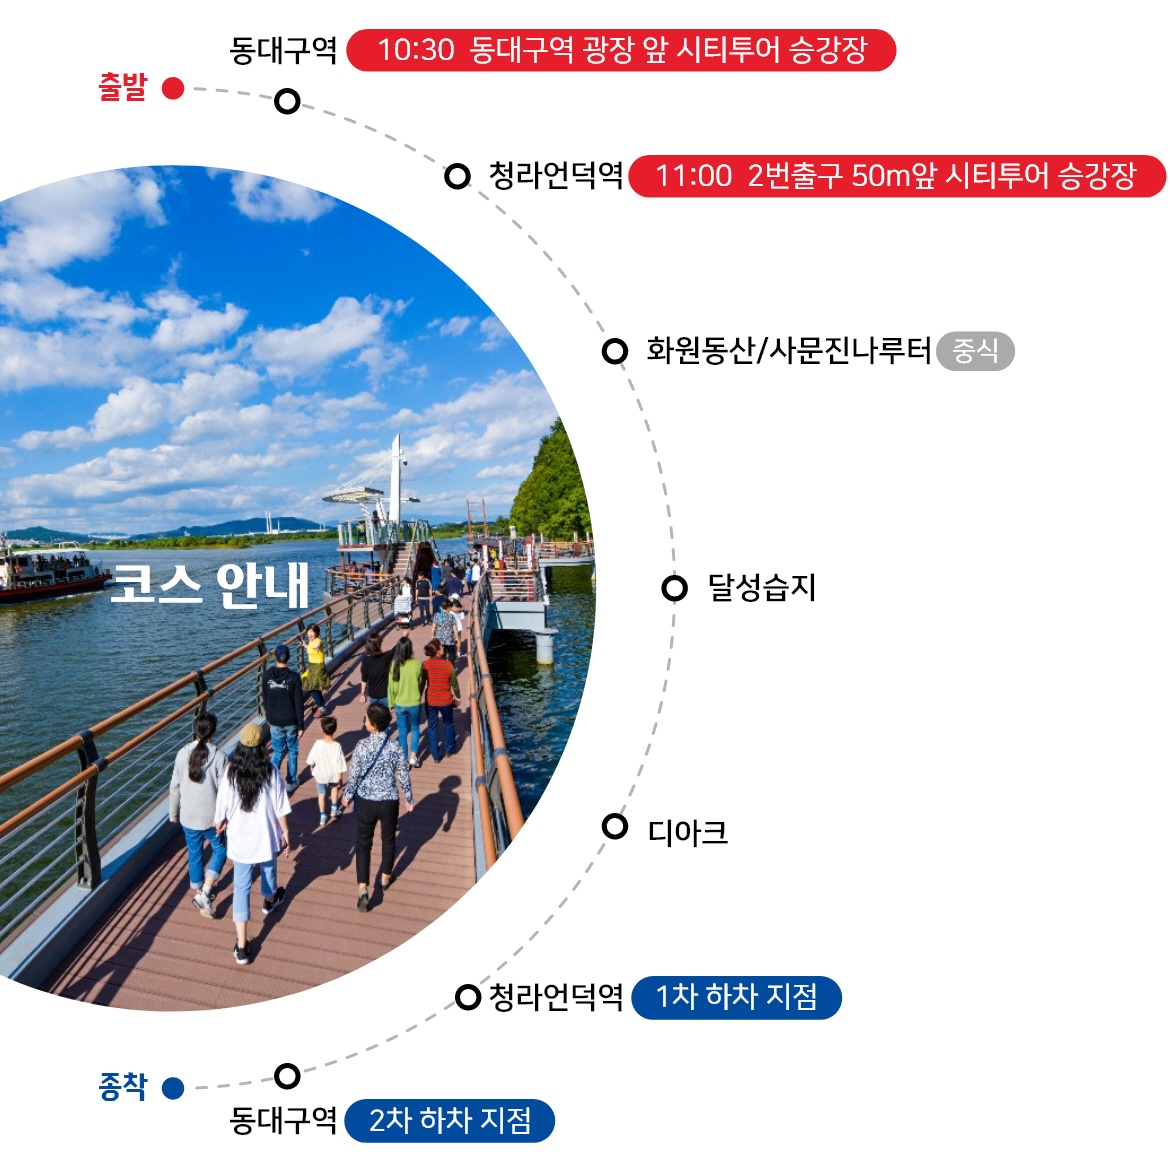 동대구역 10:30 동대구역 광장 앞 시티투어 승강장
출발
청라언덕역 11:00 2번출구 50m앞 시티투어 승강장
화원동산/사문진나루터 중식
코스 안내
달성습지
디아크
청라언덕역 1차 하차 지점
종착
동대구역 2차 하차 지점